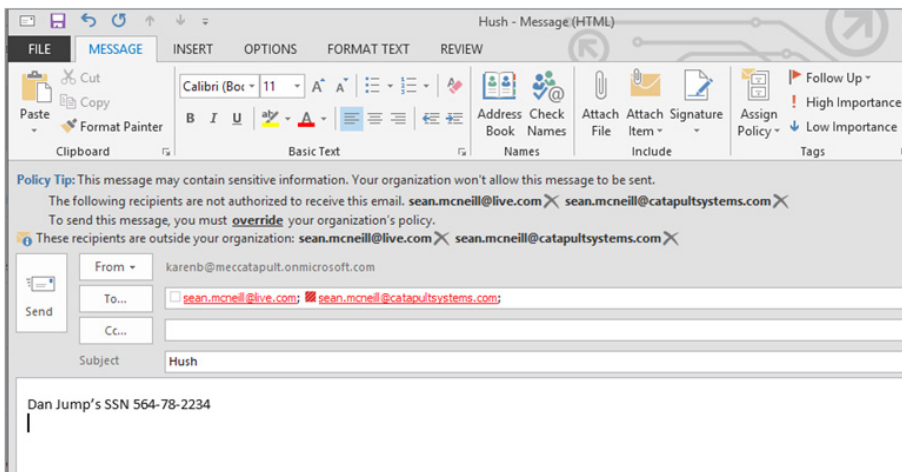 Hush - Message (HTML)
FILE MESSAGE INSERT OPTIONS FORMAT TEXT REVIEW
Cut
Copy
Format Painter
Paste
Clipboard
Calibri (Boc 11
B I U
Basic Text
Address Book
Check Names
Names
Attach File
Attach Item
Signature
Include
Assign Policy
Follow Up
High Importance
Low Importance
Tags
Policy Tip: This message may contain sensitive information. Your organization won't allow this message to be sent.
The following recipients are not authorized to receive this email. sean.mcneill@live.com sean.mcneill@catapultsystems.com
To send this message, you must override your organization's policy.
These recipients are outside your organization: sean.mcneill@live.com sean.mcneill@catapultsystems.com
Send
From karenb@meccatapult.onmicrosoft.com
To... sean.mcneill@live.com; sean.mcneill@catapultsystems.com;
Cc...
Subject Hush
Dan Jump's SSN 564-78-2234